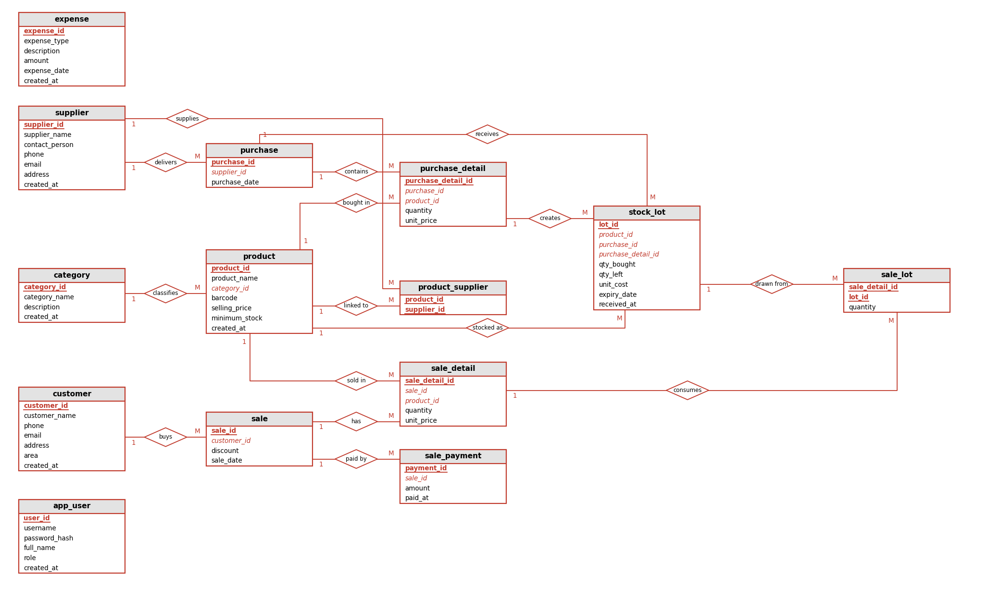 expense
expense_id
expense_type
description
amount
expense_date
created_at
supplier
supplier_id
supplier_name
contact_person
phone
email
address
created_at
1
supplies
1
delivers
M
1
receives
purchase
purchase_id
supplier_id
purchase_date
1
contains
M
bought in
M
1
purchase_detail
purchase_detail_id
purchase_id
product_id
quantity
unit_price
1
creates
M
M
stock_lot
lot_id
product_id
purchase_id
purchase_detail_id
qty_bought
qty_left
unit_cost
expiry_date
received_at
M
1
drawn from
M
sale_lot
sale_detail_id
lot_id
quantity
M
category
category_id
category_name
description
created_at
1
classifies
M
product
product_id
product_name
category_id
barcode
selling_price
minimum_stock
created_at
1
linked to
M
M
product_supplier
product_id
supplier_id
1
stocked as
1
sold in
M
sale_detail
sale_detail_id
sale_id
product_id
quantity
unit_price
1
consumes
customer
customer_id
customer_name
phone
email
address
area
created_at
1
buys
M
sale
sale_id
customer_id
discount
sale_date
1
has
M
1
paid by
M
sale_payment
payment_id
sale_id
amount
paid_at
app_user
user_id
username
password_hash
full_name
role
created_at